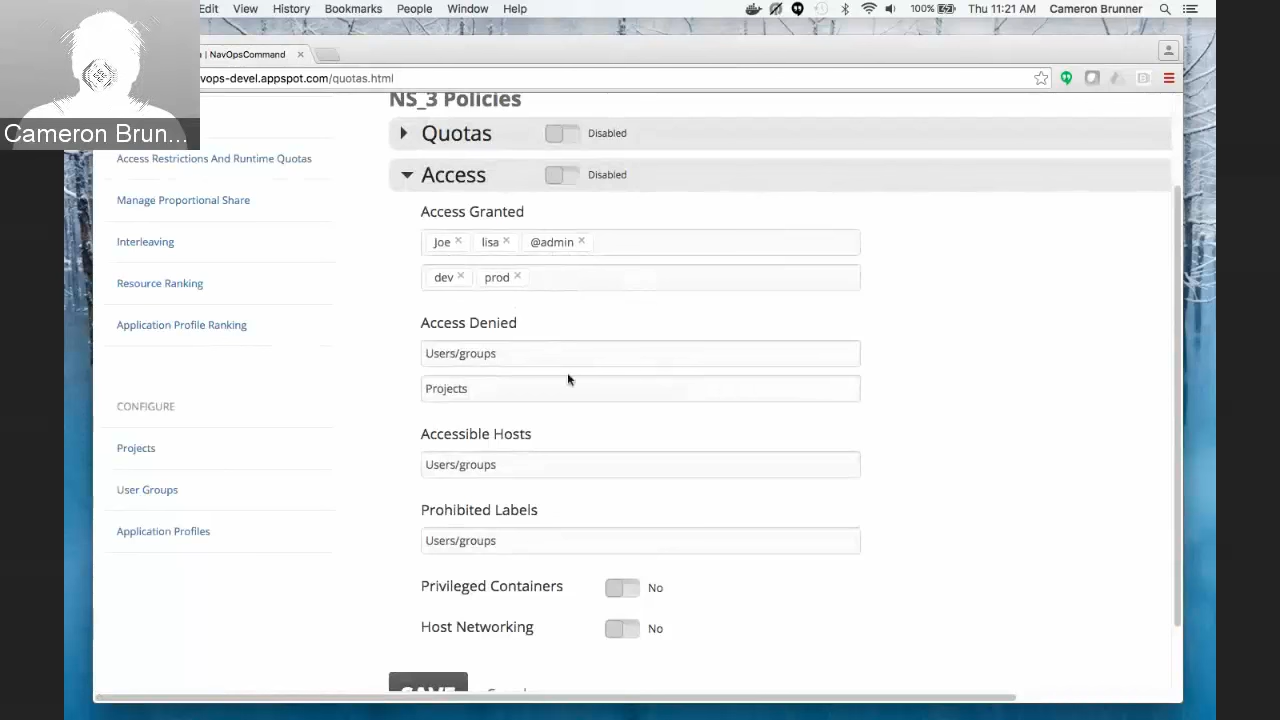 Edit View History Bookmarks People Window Help 100% Thu 11:21 AM Cameron Brunner
| NavOpsCommand
vops-devel.appspot.com/quotas.html
Cameron Brun...
Access Restrictions And Runtime Quotas
Manage Proportional Share
Interleaving
Resource Ranking
Application Profile Ranking
CONFIGURE
Projects
User Groups
Application Profiles
NS_3 Policies
Quotas Disabled
Access Disabled
Access Granted
Joe × lisa × @admin ×
dev × prod ×
Access Denied
Users/groups
Projects
Accessible Hosts
Users/groups
Prohibited Labels
Users/groups
Privileged Containers No
Host Networking No
SAVE